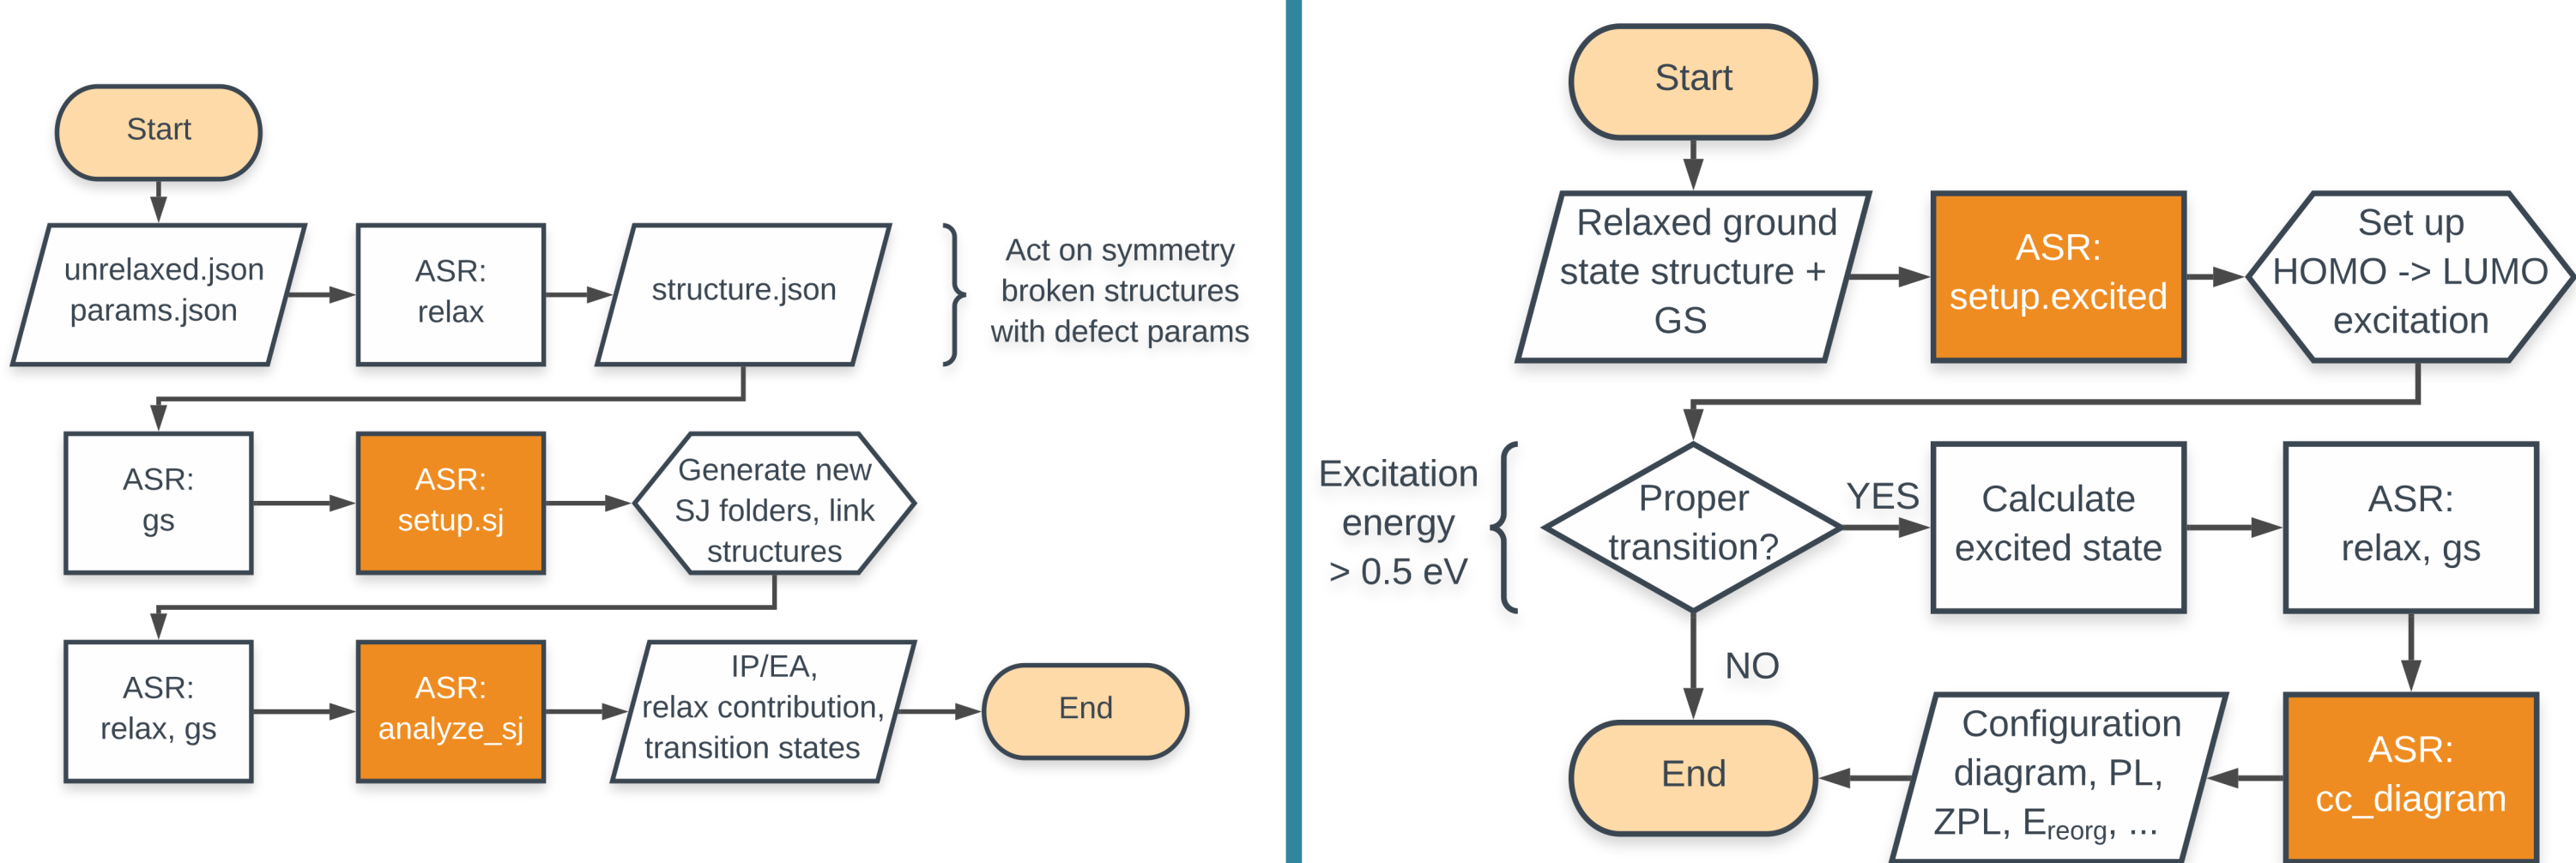 Start
unrelaxed.json
params.json
ASR:
relax
structure.json
Act on symmetry
broken structures
with defect params
ASR:
gs
ASR:
setup.sj
Generate new
SJ folders, link
structures
ASR:
relax, gs
ASR:
analyze_sj
IP/EA,
relax contribution,
transition states
End
Start
Relaxed ground
state structure +
GS
ASR:
setup.excited
Set up
HOMO -> LUMO
excitation
Excitation
energy
> 0.5 eV
Proper
transition?
YES
Calculate
excited state
ASR:
relax, gs
NO
ASR:
cc_diagram
Configuration
diagram, PL,
ZPL, Ereorg, ...
End